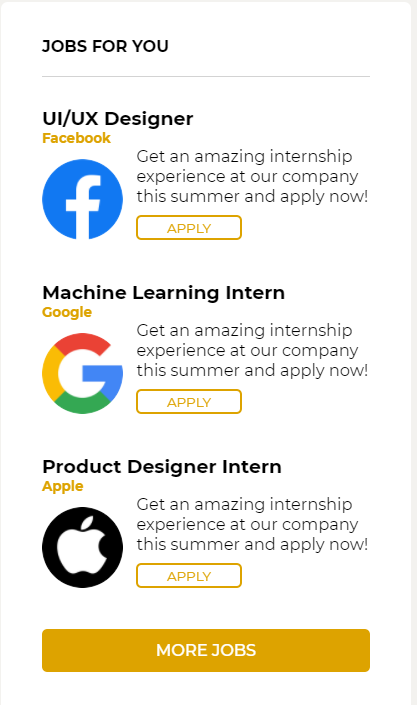 JOBS FOR YOU
UI/UX Designer
Facebook
Get an amazing internship
experience at our company
this summer and apply now!
APPLY
Machine Learning Intern
Google
Get an amazing internship
experience at our company
this summer and apply now!
APPLY
Product Designer Intern
Apple
Get an amazing internship
experience at our company
this summer and apply now!
APPLY
MORE JOBS